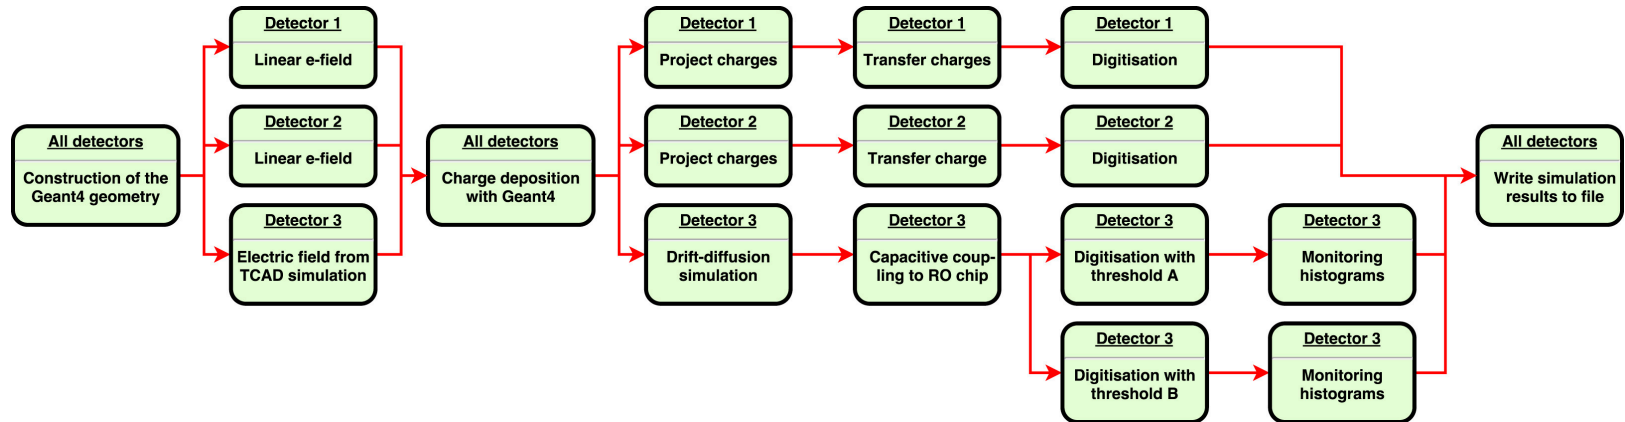 All detectors
Construction of the
Geant4 geometry
Detector 1
Linear e-field
Detector 2
Linear e-field
Detector 3
Electric field from
TCAD simulation
All detectors
Charge deposition
with Geant4
Detector 1
Project charges
Detector 1
Transfer charges
Detector 1
Digitisation
Detector 2
Project charges
Detector 2
Transfer charge
Detector 2
Digitisation
Detector 3
Drift-diffusion
simulation
Detector 3
Capacitive coup-
ling to RO chip
Detector 3
Digitisation with
threshold A
Detector 3
Monitoring
histograms
Detector 3
Digitisation with
threshold B
Detector 3
Monitoring
histograms
All detectors
Write simulation
results to file